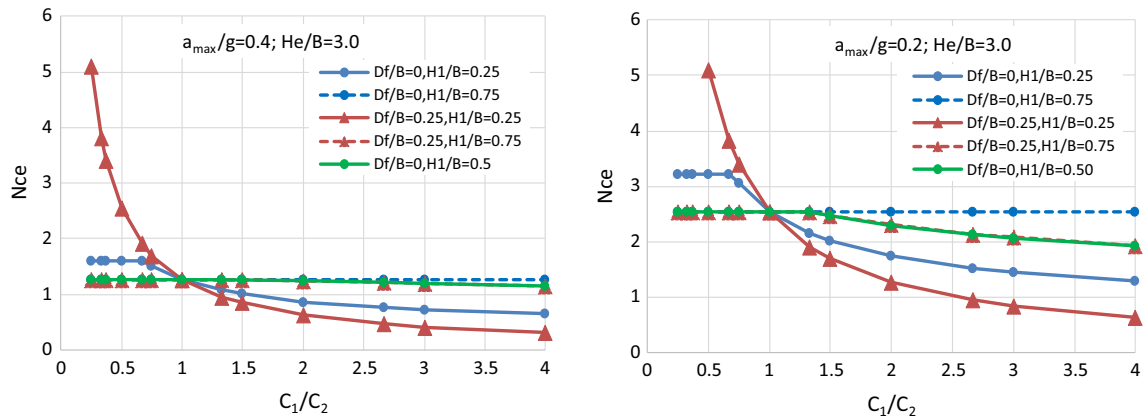 a_max/g=0.4; He/B=3.0
Df/B=0,H1/B=0.25
Df/B=0,H1/B=0.75
Df/B=0.25,H1/B=0.25
Df/B=0.25,H1/B=0.75
Df/B=0,H1/B=0.5
6
5
4
3
2
1
0
Nce
0 0.5 1 1.5 2 2.5 3 3.5 4
C₁/C₂
a_max/g=0.2; He/B=3.0
Df/B=0,H1/B=0.25
Df/B=0,H1/B=0.75
Df/B=0.25,H1/B=0.25
Df/B=0.25,H1/B=0.75
Df/B=0,H1/B=0.50
6
5
4
3
2
1
0
Nce
0 0.5 1 1.5 2 2.5 3 3.5 4
C₁/C₂